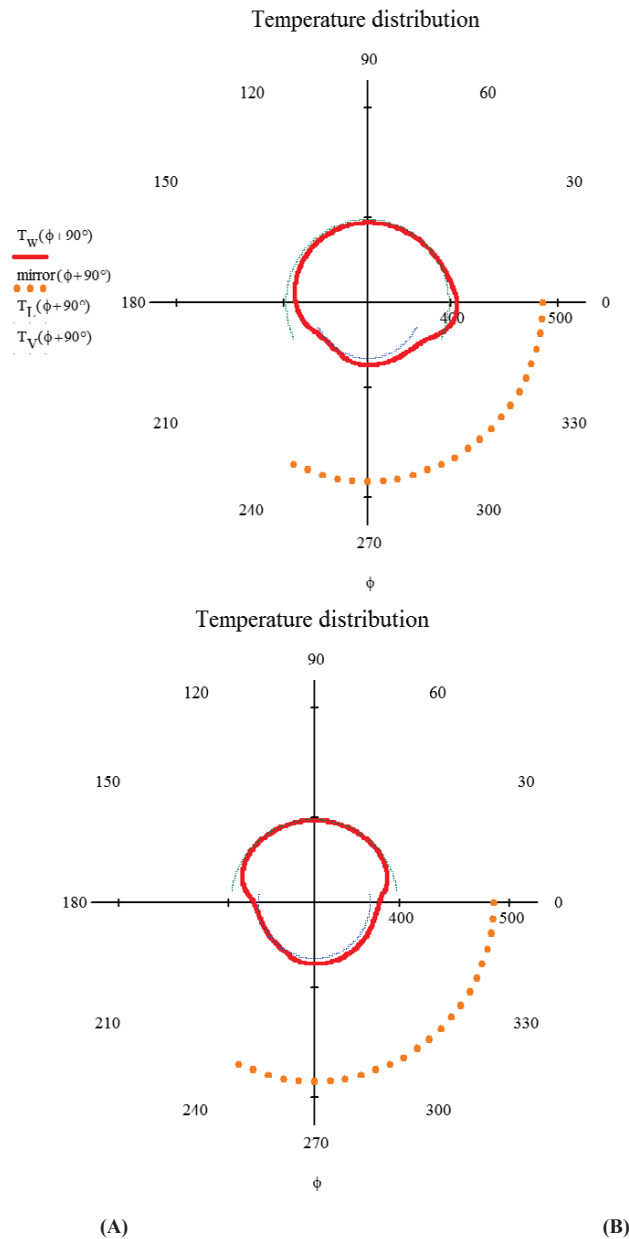 Temperature distribution
90
120 60
150 30
T_W(ϕ+90°)
mirror(ϕ+90°)
T_L(ϕ+90°)
T_V(ϕ+90°)
180 400 500 0
210 330
240 300
270
ϕ
Temperature distribution
90
120 60
150 30
180 400 500 0
210 330
240 300
270
ϕ
(A) (B)